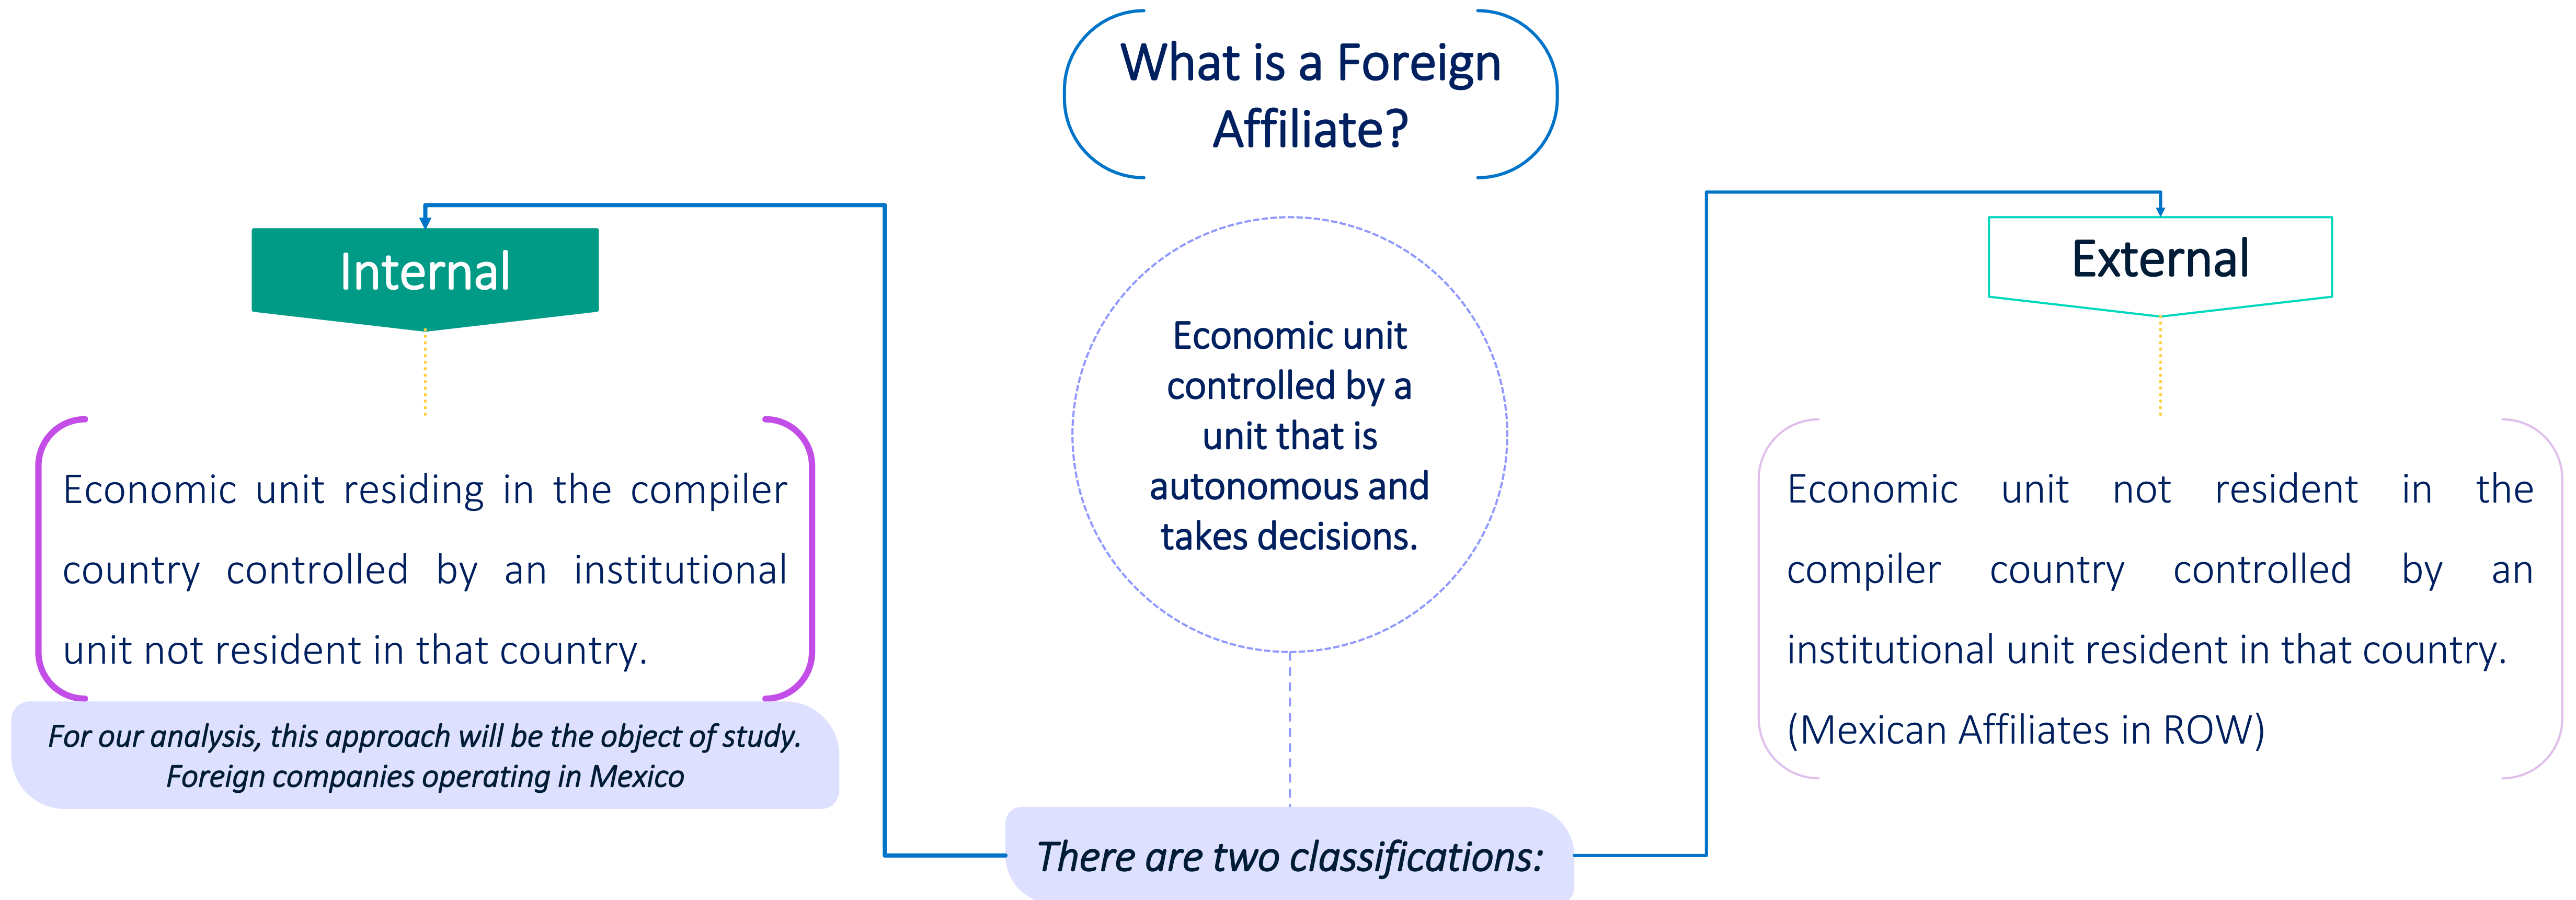 What is a Foreign
Affiliate?
Internal
Economic unit residing in the compiler
country controlled by an institutional
unit not resident in that country.
For our analysis, this approach will be the object of study.
Foreign companies operating in Mexico
Economic unit
controlled by a
unit that is
autonomous and
takes decisions.
There are two classifications:
External
Economic unit not resident in the
compiler country controlled by an
institutional unit resident in that country.
(Mexican Affiliates in ROW)